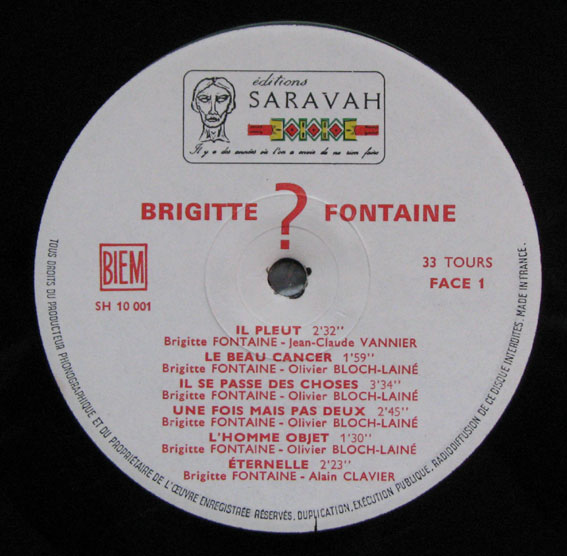 éditions
SARAVAH
Il y a des années où l'on a envie de ne rien faire
BRIGITTE ? FONTAINE
BIEM
33 TOURS
SH 10 001
FACE 1
IL PLEUT 2'32''
Brigitte FONTAINE - Jean-Claude VANNIER
LE BEAU CANCER 1'59''
Brigitte FONTAINE - Olivier BLOCH-LAINÉ
IL SE PASSE DES CHOSES 3'34''
Brigitte FONTAINE - Olivier BLOCH-LAINÉ
UNE FOIS MAIS PAS DEUX 2'45''
Brigitte FONTAINE - Olivier BLOCH-LAINÉ
L'HOMME OBJET 1'30''
Brigitte FONTAINE - Olivier BLOCH-LAINÉ
ÉTERNELLE 2'23''
Brigitte FONTAINE - Alain CLAVIER
TOUS DROITS DU PRODUCTEUR PHONOGRAPHIQUE ET DU PROPRIÉTAIRE DE L'ŒUVRE ENREGISTRÉE RÉSERVÉS. DUPLICATION, EXÉCUTION PUBLIQUE, RADIODIFFUSION DE CE DISQUE INTERDITES. MADE IN FRANCE.